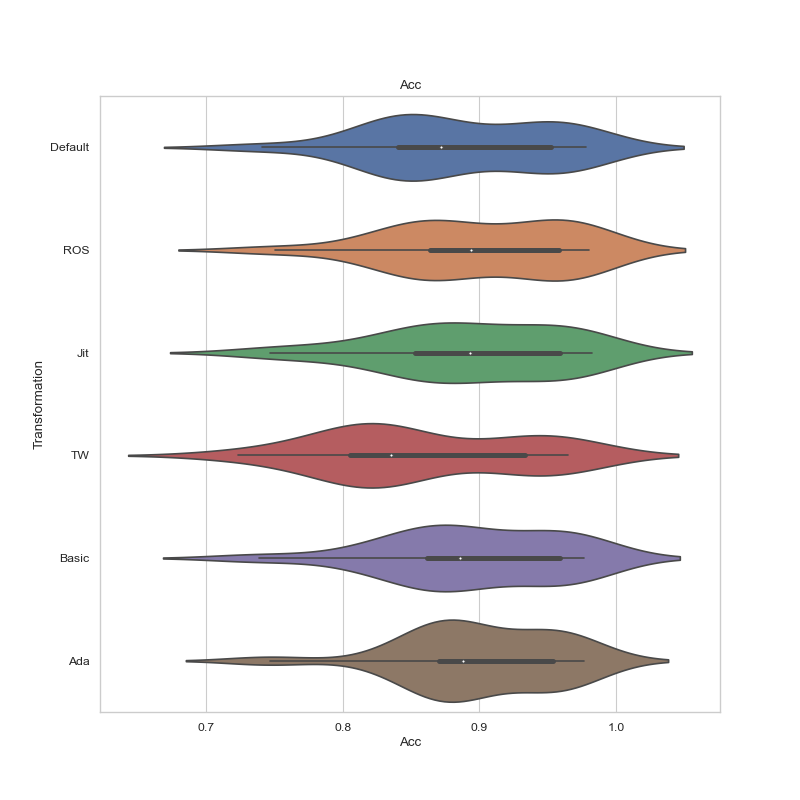 Acc
Default
ROS
Jit
TW
Basic
Ada
Transformation
0.7 0.8 0.9 1.0
Acc